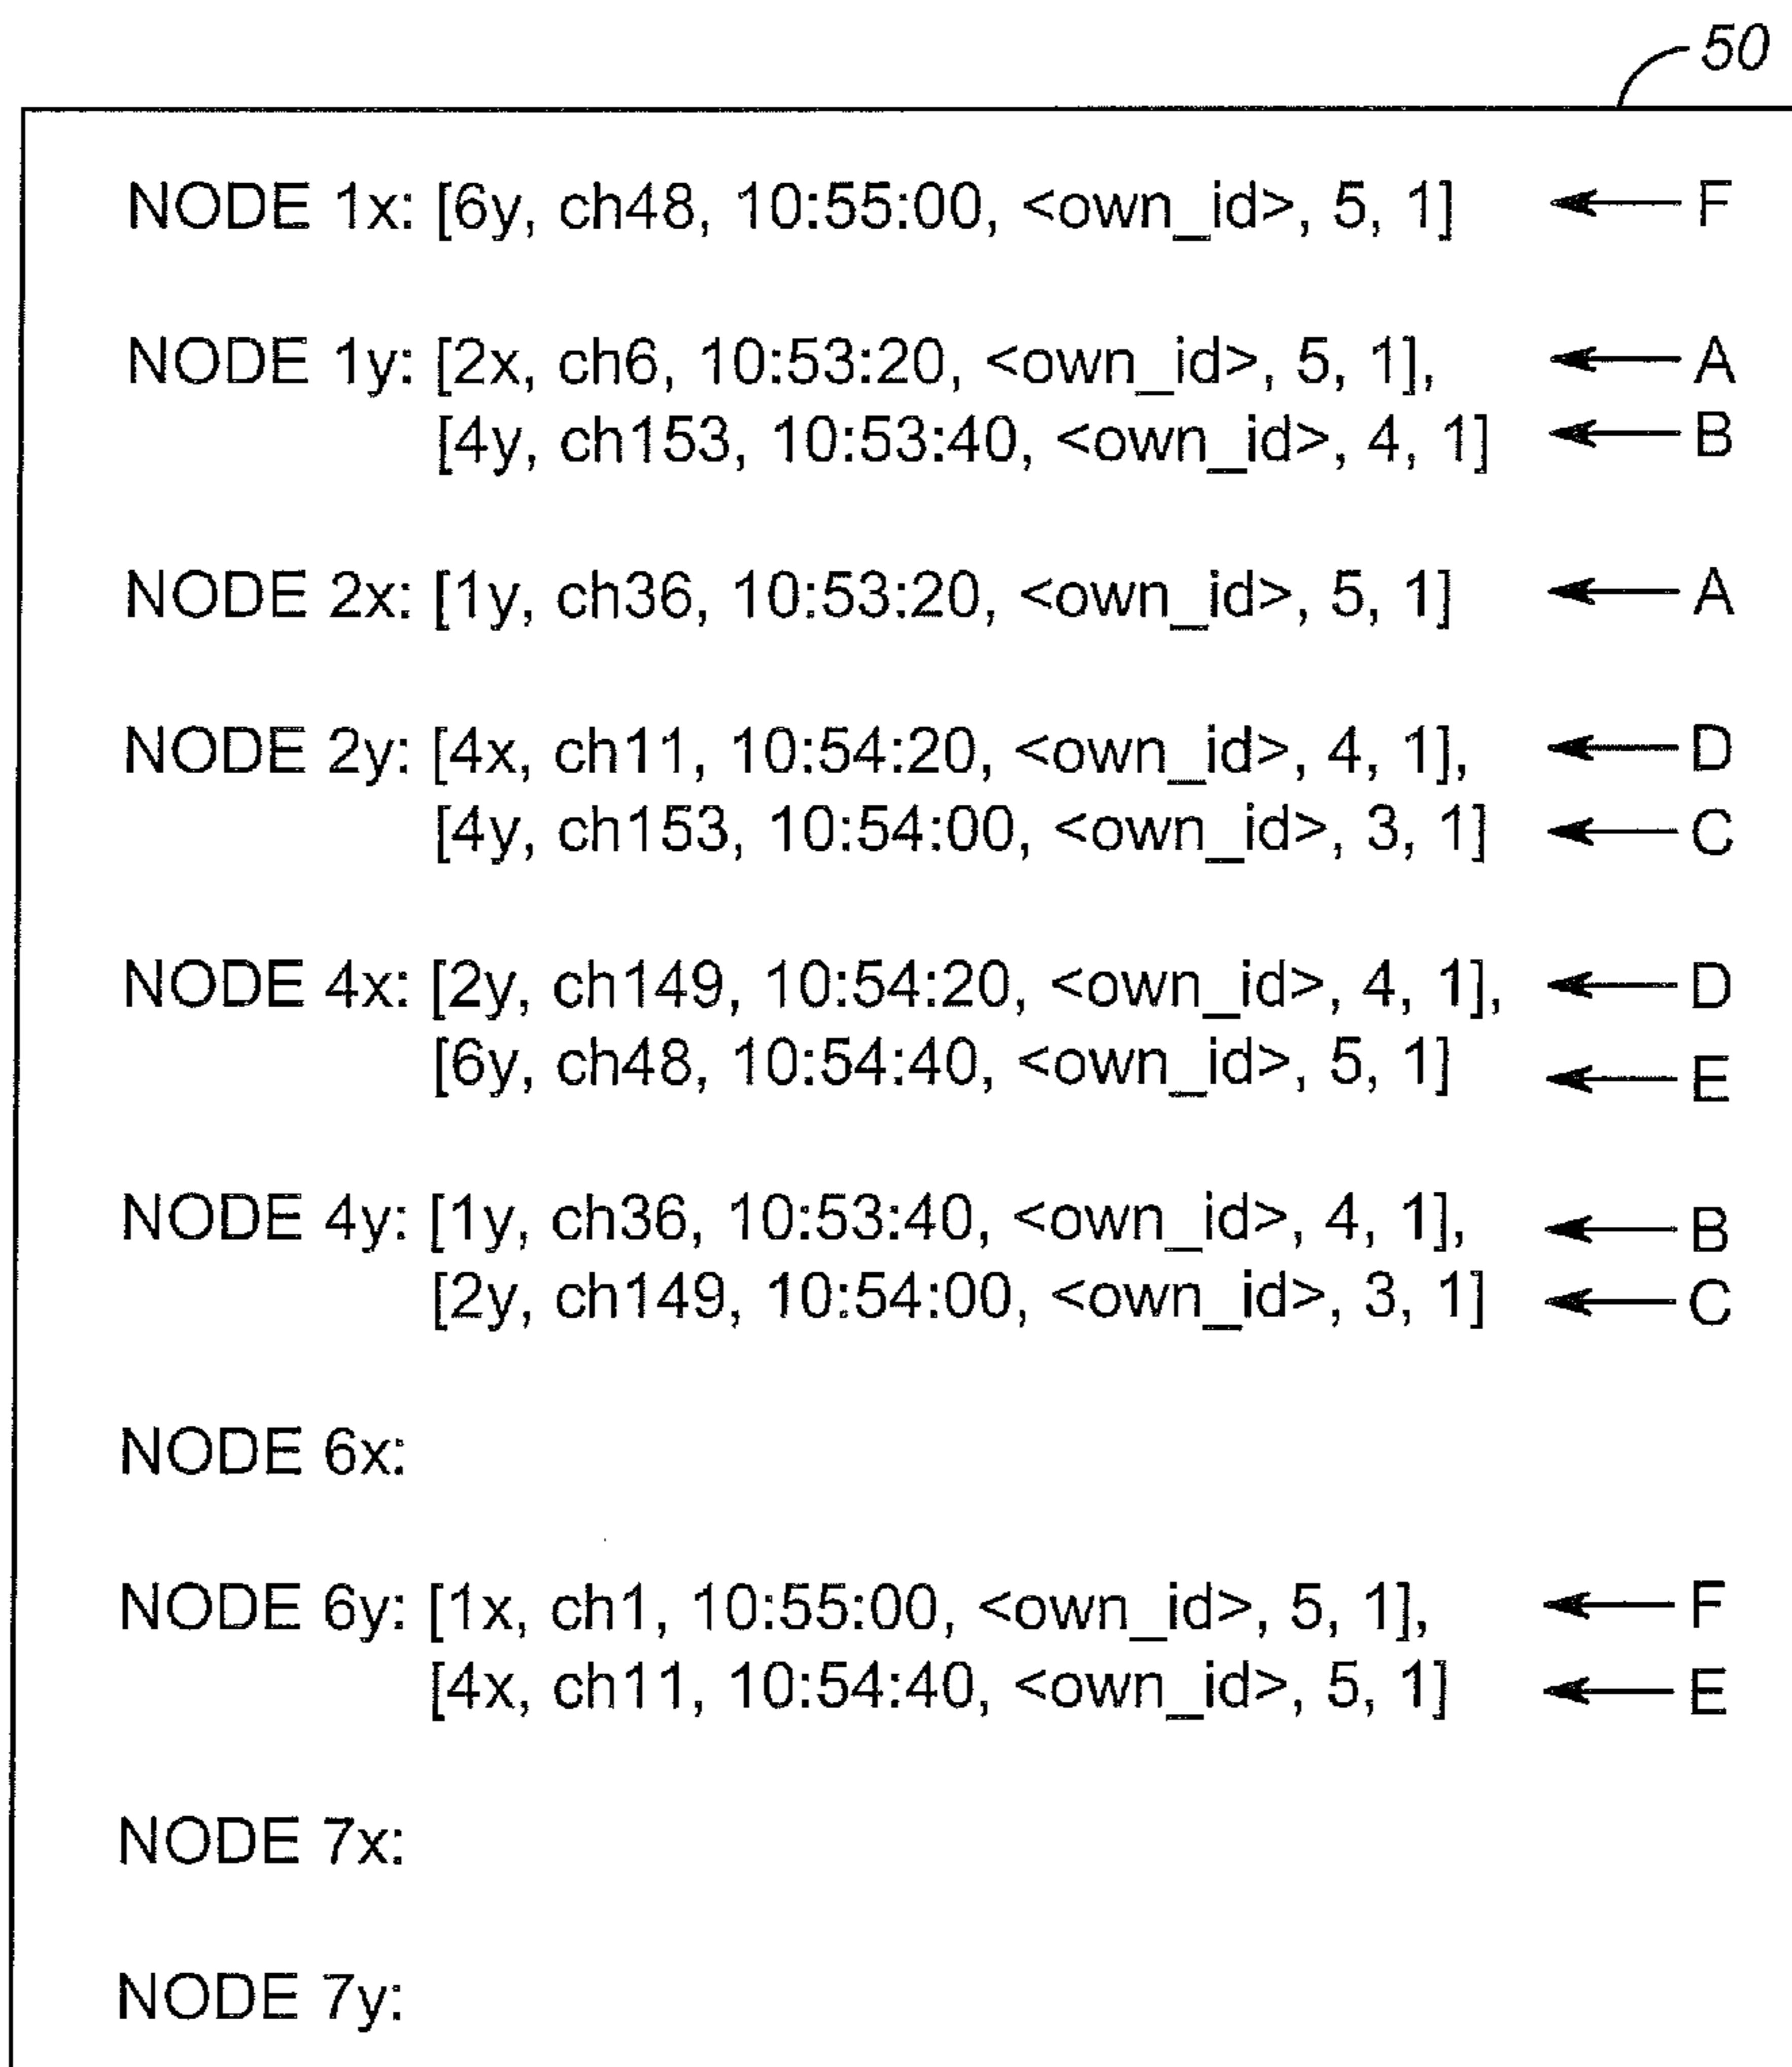 50
NODE 1x: [6y, ch48, 10:55:00, <own_id>, 5, 1] F
NODE 1y: [2x, ch6, 10:53:20, <own_id>, 5, 1], A
[4y, ch153, 10:53:40, <own_id>, 4, 1] B
NODE 2x: [1y, ch36, 10:53:20, <own_id>, 5, 1] A
NODE 2y: [4x, ch11, 10:54:20, <own_id>, 4, 1], D
[4y, ch153, 10:54:00, <own_id>, 3, 1] C
NODE 4x: [2y, ch149, 10:54:20, <own_id>, 4, 1], D
[6y, ch48, 10:54:40, <own_id>, 5, 1] E
NODE 4y: [1y, ch36, 10:53:40, <own_id>, 4, 1], B
[2y, ch149, 10:54:00, <own_id>, 3, 1] C
NODE 6x:
NODE 6y: [1x, ch1, 10:55:00, <own_id>, 5, 1], F
[4x, ch11, 10:54:40, <own_id>, 5, 1] E
NODE 7x:
NODE 7y: